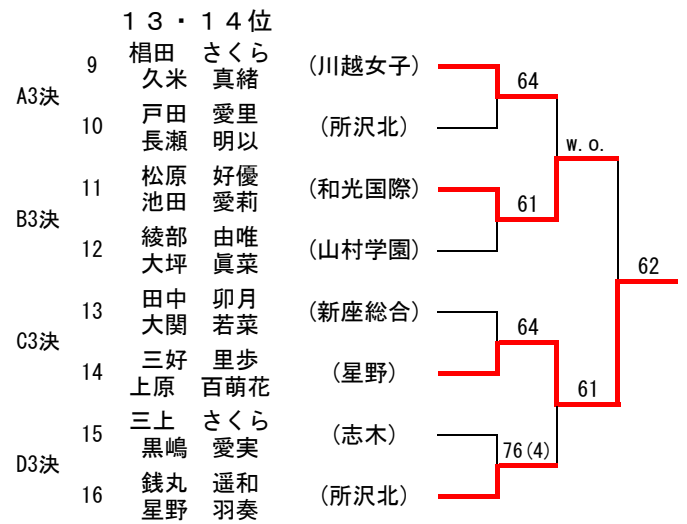 １３・１４位
A3決
9 椙田 さくら 久米 真緒 (川越女子)
10 戸田 愛里 長瀬 明以 (所沢北)
64
B3決
11 松原 好優 池田 愛莉 (和光国際)
12 綾部 由唯 大坪 眞菜 (山村学園)
61
w.o.
C3決
13 田中 卯月 大関 若菜 (新座総合)
14 三好 里歩 上原 百萌花 (星野)
64
D3決
15 三上 さくら 黒嶋 愛実 (志木)
16 銭丸 遥和 星野 羽奏 (所沢北)
76(4)
61
62